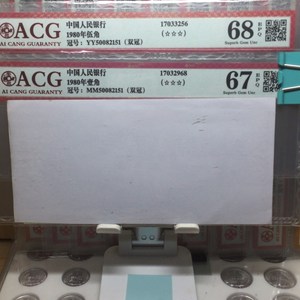 ACG
AI CANG GUARANTY
中国人民银行
1980年伍角
冠号：YY50082151（双冠）
17033256
(☆☆☆)
68 EPQ
Superb Gem Unc
ACG
AI CANG GUARANTY
中国人民银行
1980年壹角
冠号：MM50082151（双冠）
17032968
(☆☆☆)
67 EPQ
Superb Gem Unc